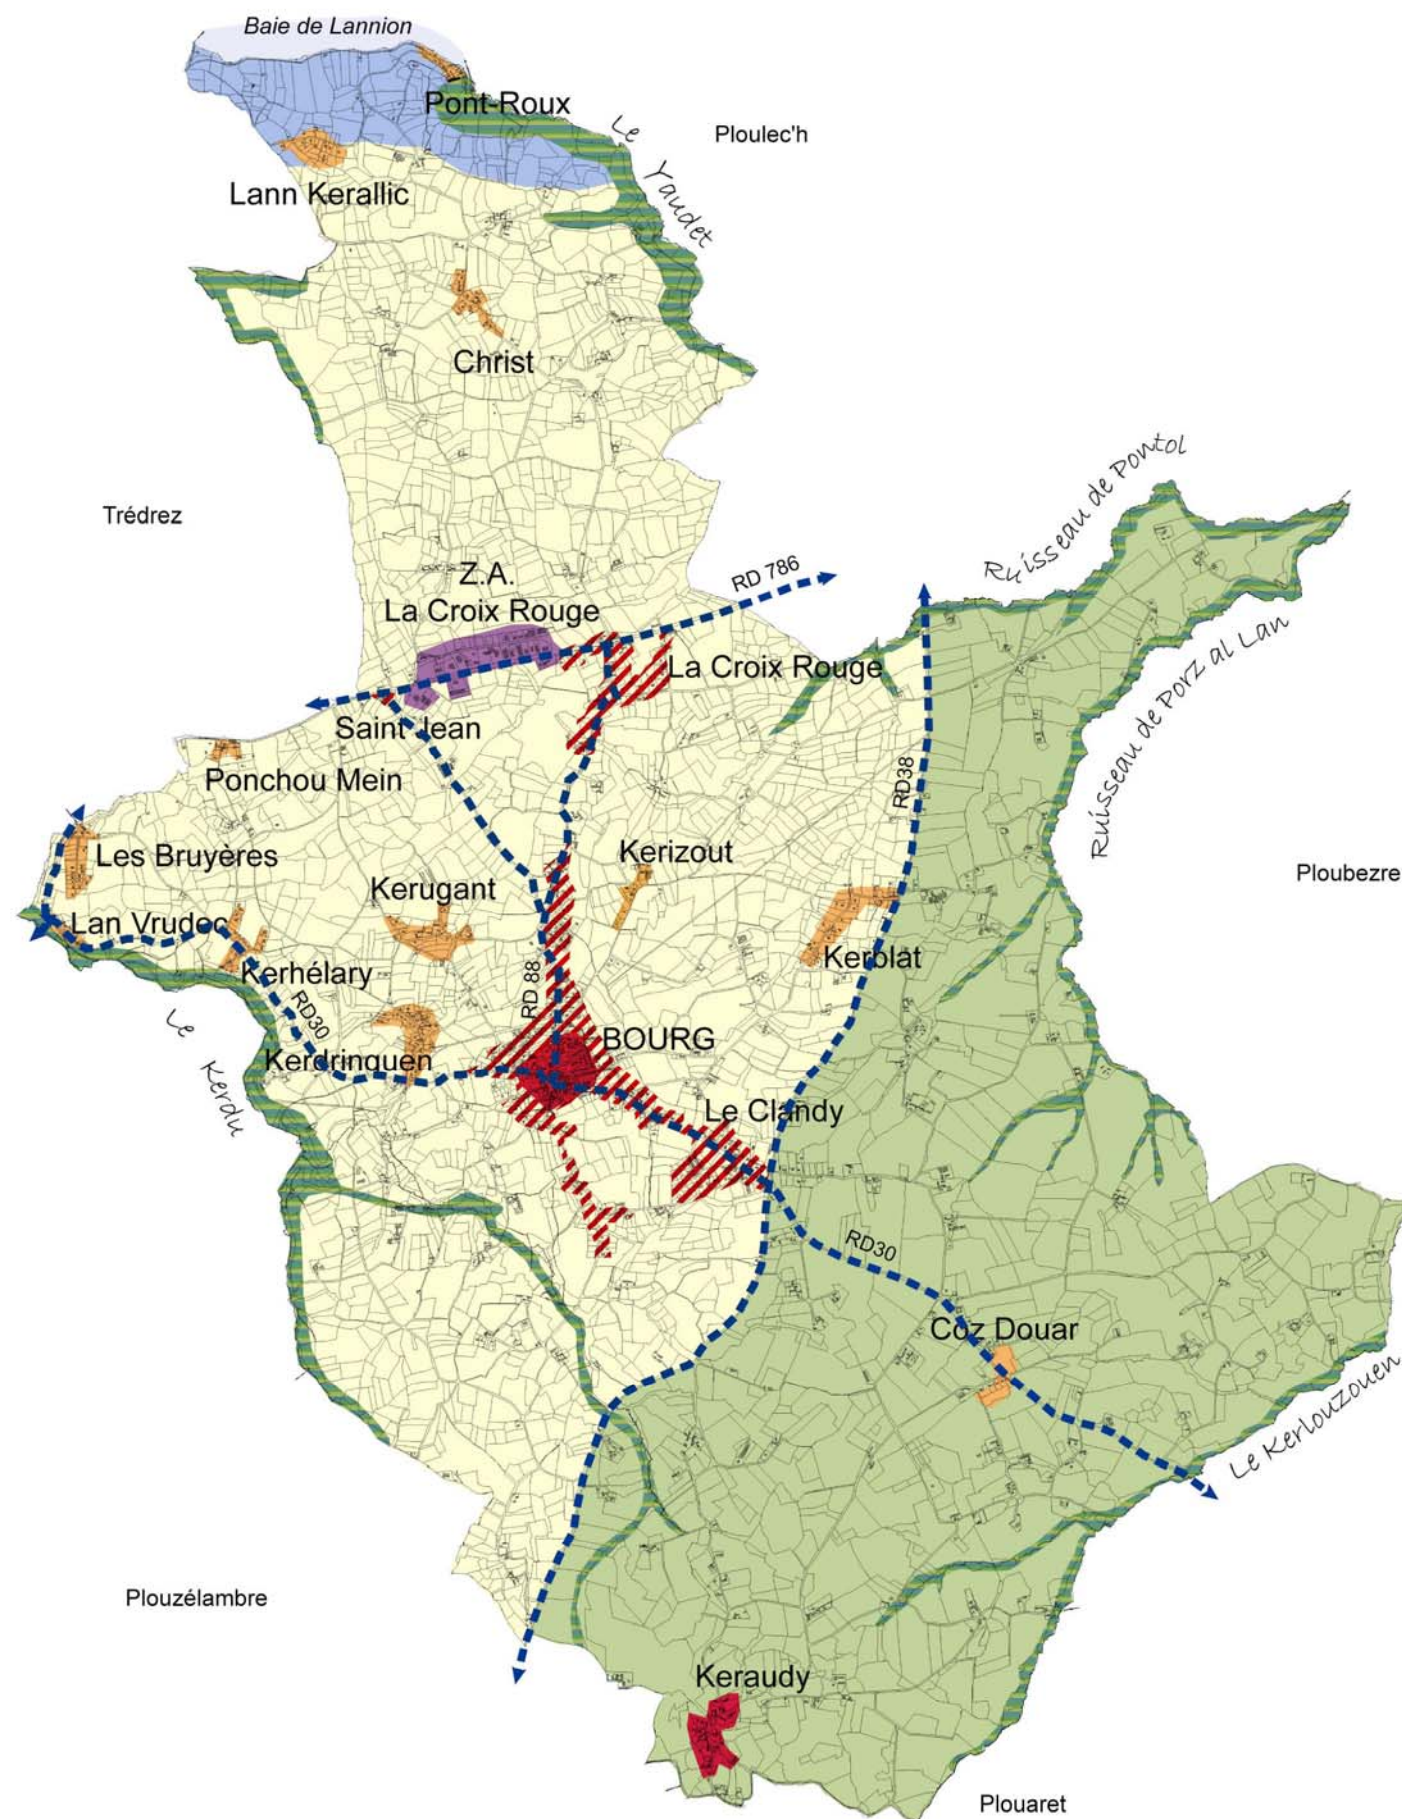 Baie de Lannion
Pont-Roux
Le Yaudet
Ploulec'h
Lann Kerallic
Christ
Trédrez
Ruisseau de Pontol
Z.A.
La Croix Rouge
RD 786
La Croix Rouge
Ruisseau de Porz al Lan
Saint Jean
Ponchou Mein
RD38
Les Bruyères
Kerizout
Ploubezre
Kerugant
Lan Vrudec
Kerblat
Kerhélary
RD 88
RD30
Le Kerdu
BOURG
Kerdrinquen
Le Clandy
RD30
Coz Douar
Le Kerlouzouen
Plouzélambre
Keraudy
Plouaret